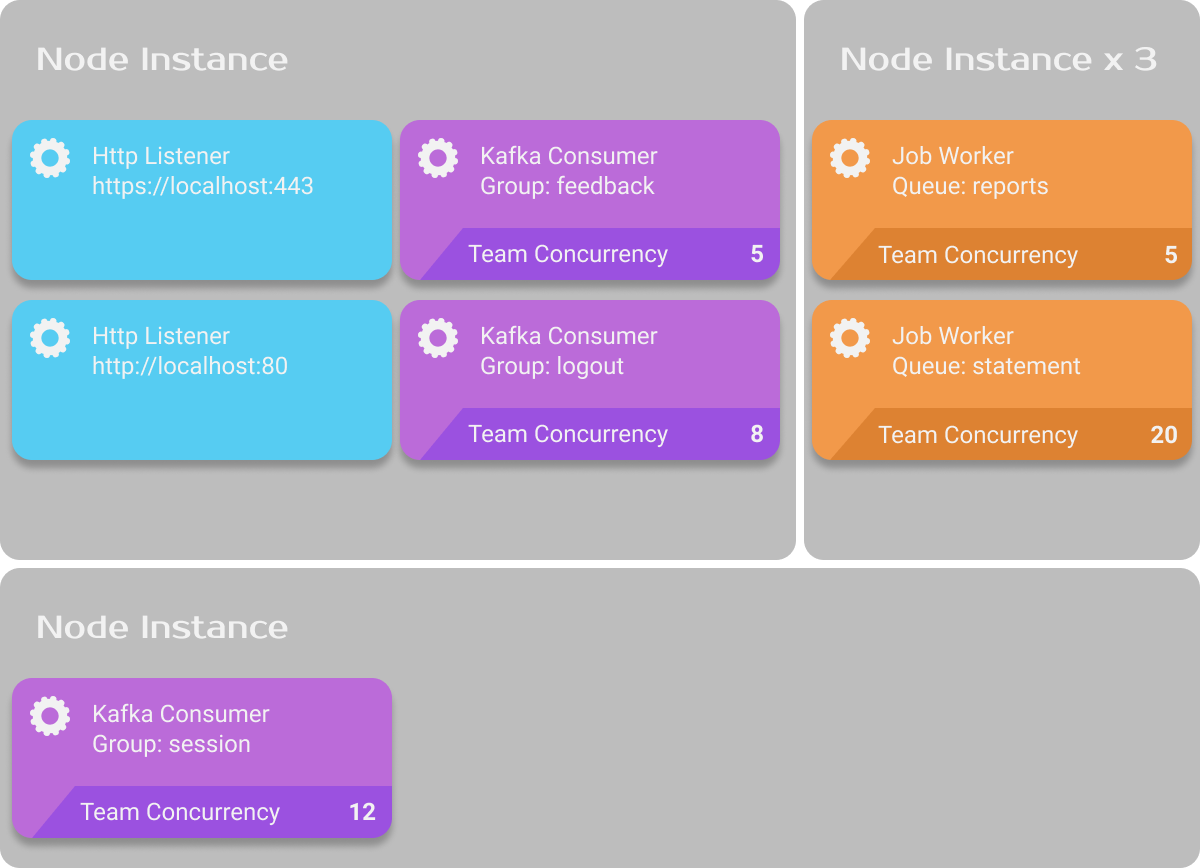 Node Instance
Http Listener
https://localhost:443
Kafka Consumer
Group: feedback
Team Concurrency 5
Http Listener
http://localhost:80
Kafka Consumer
Group: logout
Team Concurrency 8
Node Instance x 3
Job Worker
Queue: reports
Team Concurrency 5
Job Worker
Queue: statement
Team Concurrency 20
Node Instance
Kafka Consumer
Group: session
Team Concurrency 12